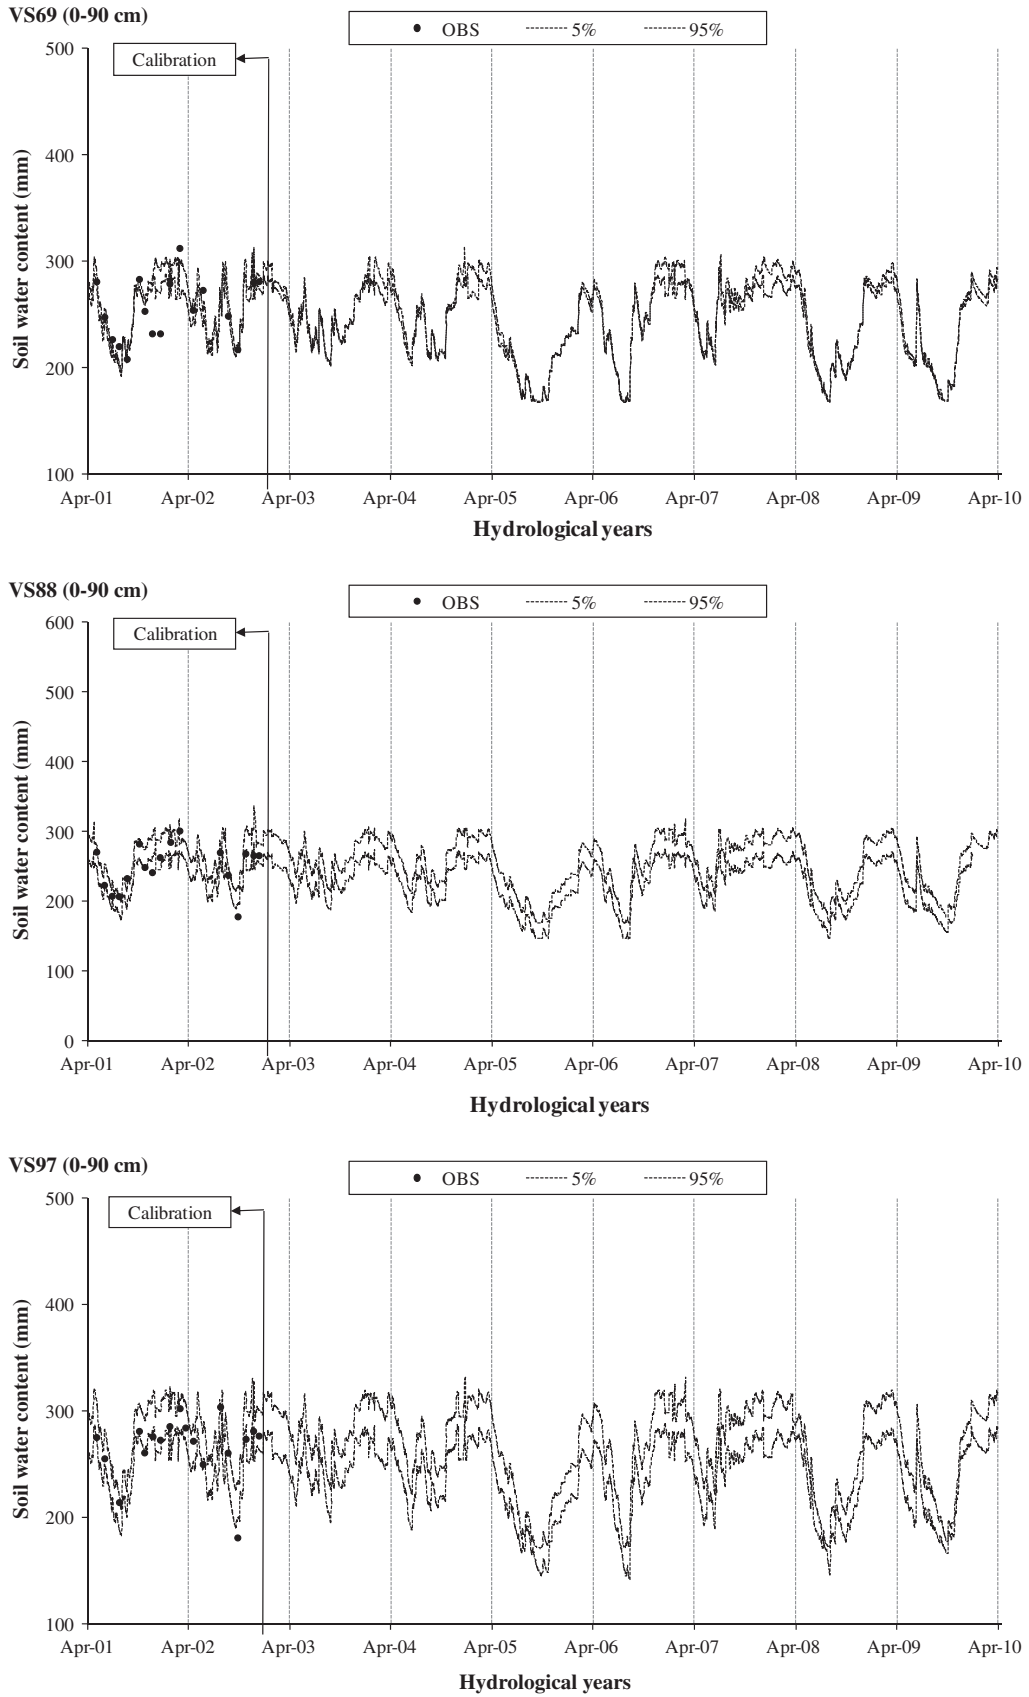 VS69 (0-90 cm)
OBS 5% 95%
500
Calibration
400
Soil water content (mm)
300
200
100
Apr-01 Apr-02 Apr-03 Apr-04 Apr-05 Apr-06 Apr-07 Apr-08 Apr-09 Apr-10
Hydrological years
VS88 (0-90 cm)
OBS 5% 95%
600
Calibration
500
400
Soil water content (mm)
300
200
100
0
Apr-01 Apr-02 Apr-03 Apr-04 Apr-05 Apr-06 Apr-07 Apr-08 Apr-09 Apr-10
Hydrological years
VS97 (0-90 cm)
OBS 5% 95%
500
Calibration
400
Soil water content (mm)
300
200
100
Apr-01 Apr-02 Apr-03 Apr-04 Apr-05 Apr-06 Apr-07 Apr-08 Apr-09 Apr-10
Hydrological years